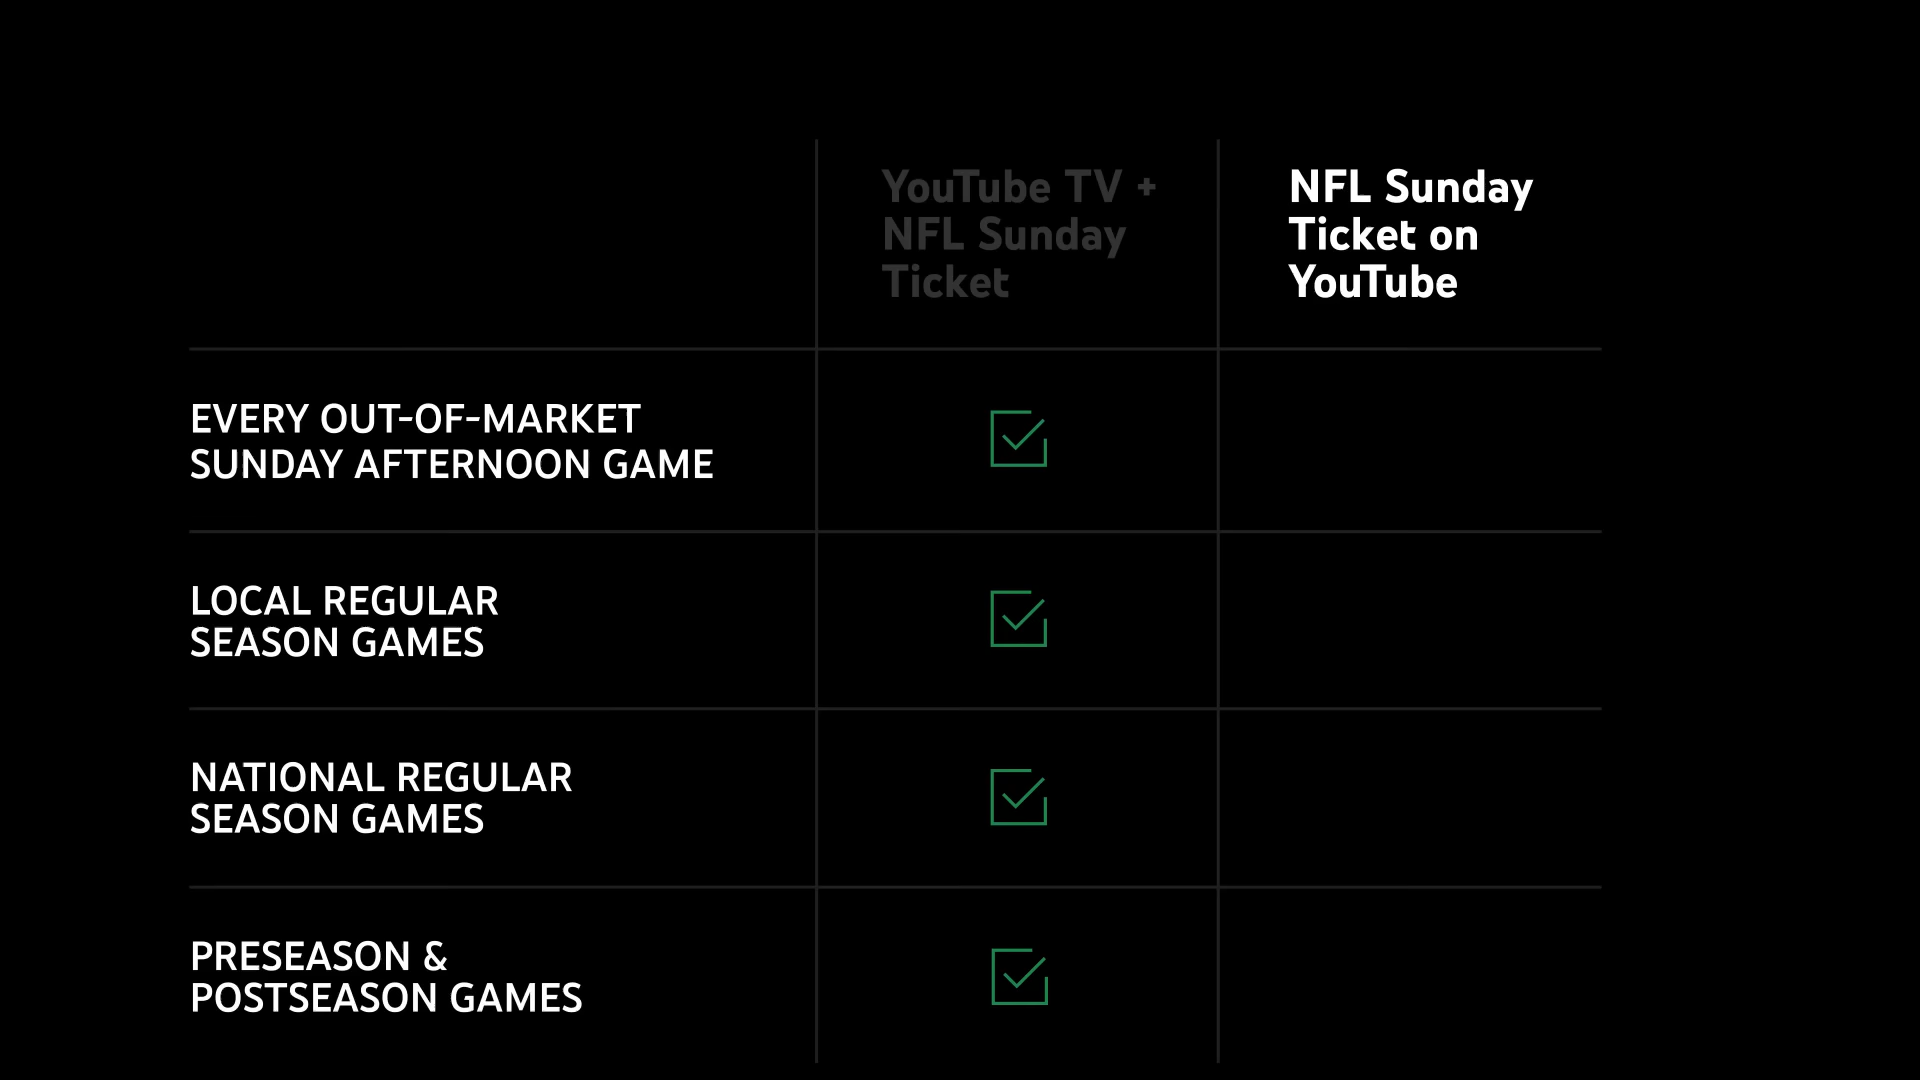 YouTube TV +
NFL Sunday
Ticket
NFL Sunday
Ticket on
YouTube
EVERY OUT-OF-MARKET
SUNDAY AFTERNOON GAME
LOCAL REGULAR
SEASON GAMES
NATIONAL REGULAR
SEASON GAMES
PRESEASON &
POSTSEASON GAMES